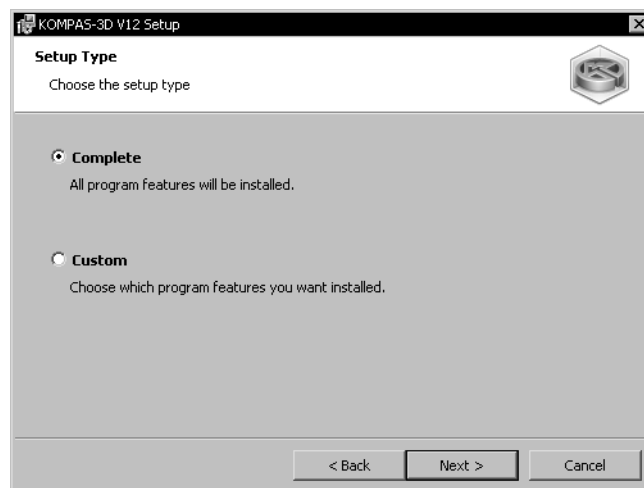 KOMPAS-3D V12 Setup
Setup Type
Choose the setup type
Complete
All program features will be installed.
Custom
Choose which program features you want installed.
< Back
Next >
Cancel